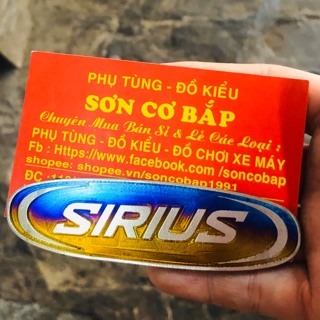 PHỤ TÙNG - ĐỒ KIỂU
SƠN CƠ BẮP
Chuyên Mua Bán Sỉ & Lẻ Các Loại :
PHỤ TÙNG - ĐỒ KIỂU - ĐỒ CHƠI XE MÁY
Fb : Https://www.facebook.com/soncobap
shopee: shopee.vn/soncobap1991
ĐC :
SIRIUS